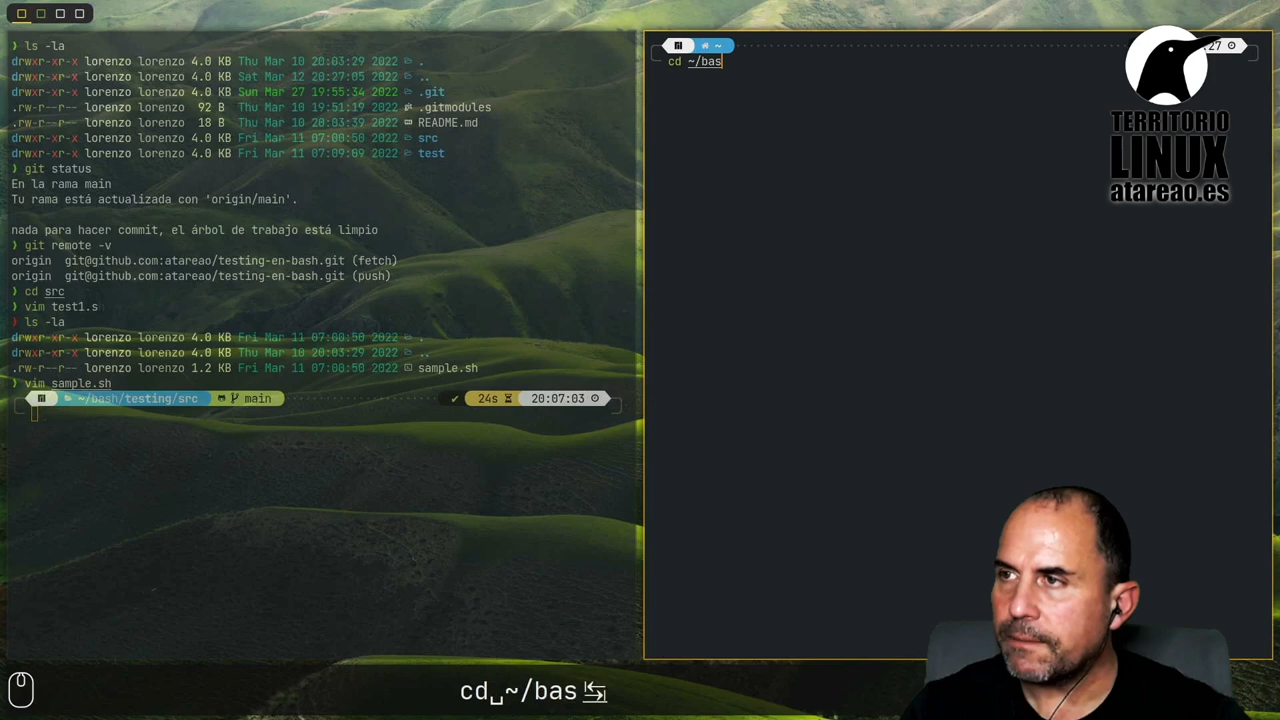 ❯ ls -la
drwxr-xr-x lorenzo lorenzo 4.0 KB Thu Mar 10 20:03:29 2022 .
drwxr-xr-x lorenzo lorenzo 4.0 KB Sat Mar 12 20:27:05 2022 ..
drwxr-xr-x lorenzo lorenzo 4.0 KB Sun Mar 27 19:55:34 2022 .git
.rw-r--r-- lorenzo lorenzo 92 B Thu Mar 10 19:51:19 2022 .gitmodules
.rw-r--r-- lorenzo lorenzo 18 B Thu Mar 10 20:03:39 2022 README.md
drwxr-xr-x lorenzo lorenzo 4.0 KB Fri Mar 11 07:00:50 2022 src
drwxr-xr-x lorenzo lorenzo 4.0 KB Fri Mar 11 07:09:09 2022 test
❯ git status
En la rama main
Tu rama está actualizada con 'origin/main'.
nada para hacer commit, el árbol de trabajo está limpio
❯ git remote -v
origin git@github.com:atareao/testing-en-bash.git (fetch)
origin git@github.com:atareao/testing-en-bash.git (push)
❯ cd src
❯ vim test1.s
❯ ls -la
drwxr-xr-x lorenzo lorenzo 4.0 KB Fri Mar 11 07:00:50 2022 .
drwxr-xr-x lorenzo lorenzo 4.0 KB Thu Mar 10 20:03:29 2022 ..
.rw-r--r-- lorenzo lorenzo 1.2 KB Fri Mar 11 07:00:50 2022 sample.sh
❯ vim sample.sh
~/bash/testing/src main ✔ 24s 20:07:03
~ :27
cd ~/bas
TERRITORIO
LINUX
atareao.es
cd␣~/bas